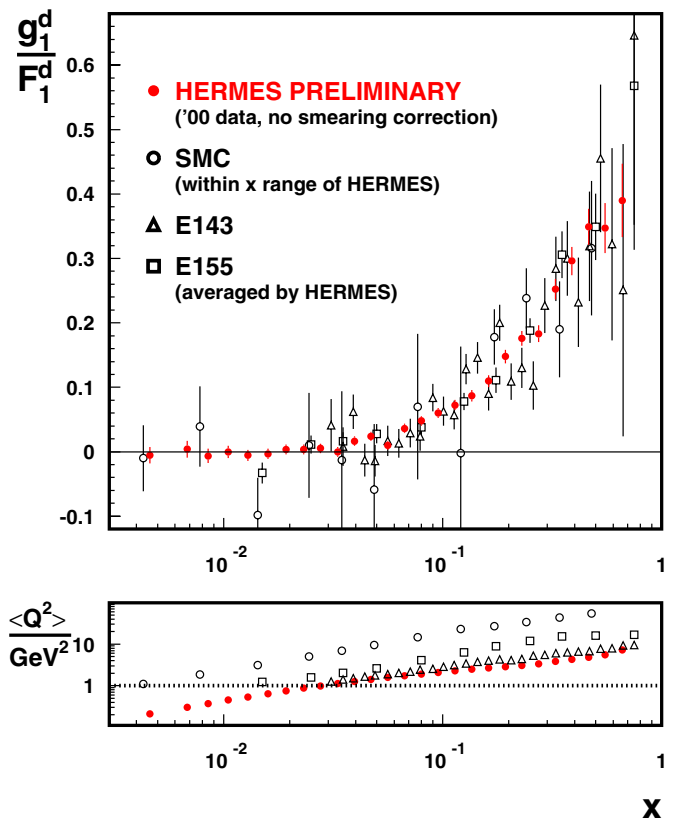 g₁ᵈ
F₁ᵈ
0.6
0.5
0.4
0.3
0.2
0.1
0
-0.1
HERMES PRELIMINARY
('00 data, no smearing correction)
SMC
(within x range of HERMES)
E143
E155
(averaged by HERMES)
10⁻²
10⁻¹
1
<Q²>
GeV²
10
1
10⁻²
10⁻¹
1
x